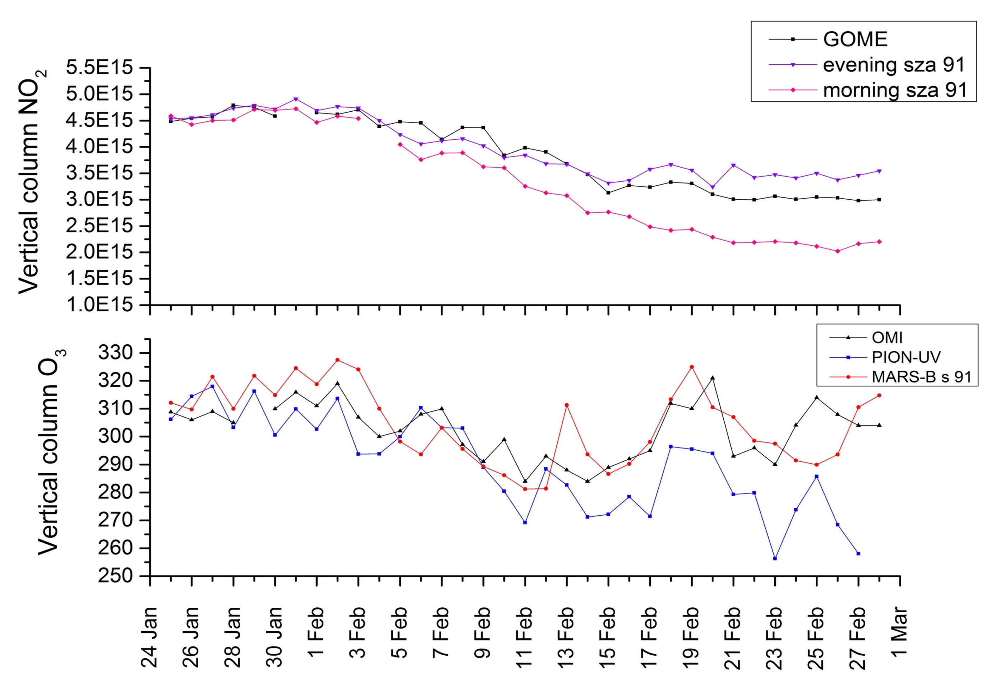 GOME
evening sza 91
morning sza 91
Vertical column NO2
5.5E15
5.0E15
4.5E15
4.0E15
3.5E15
3.0E15
2.5E15
2.0E15
1.5E15
1.0E15
OMI
PION-UV
MARS-B s 91
Vertical column O3
330
320
310
300
290
280
270
260
250
24 Jan
26 Jan
28 Jan
30 Jan
1 Feb
3 Feb
5 Feb
7 Feb
9 Feb
11 Feb
13 Feb
15 Feb
17 Feb
19 Feb
21 Feb
23 Feb
25 Feb
27 Feb
1 Mar